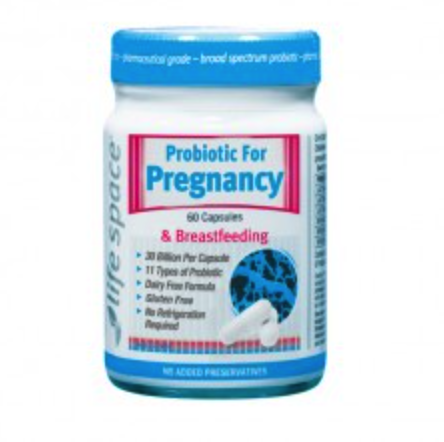 pharmaceutical grade – broad spectrum probiotic –
life space
Probiotic For
Pregnancy
60 Capsules
& Breastfeeding
30 Billion Per Capsule
11 Types of Probiotic
Dairy Free Formula
Gluten Free
No Refrigeration
Required
NO ADDED PRESERVATIVES